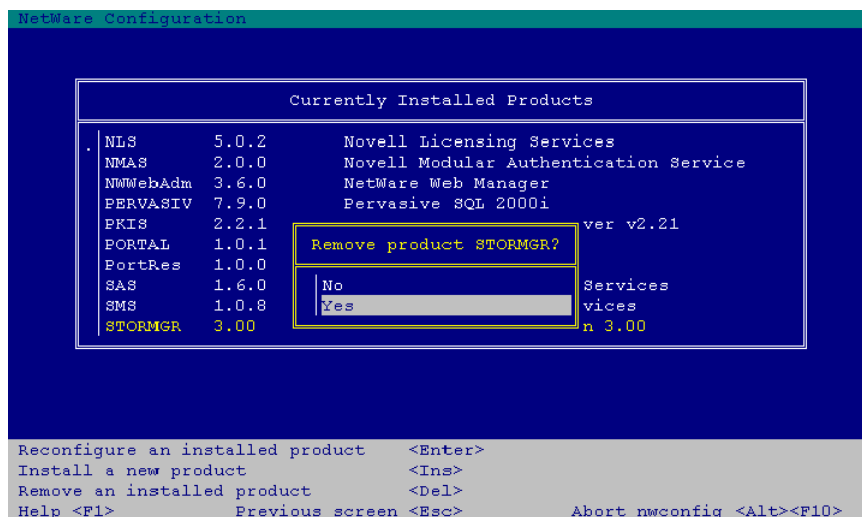 NetWare Configuration
Currently Installed Products
NLS 5.0.2 Novell Licensing Services
NMAS 2.0.0 Novell Modular Authentication Service
NWWebAdm 3.6.0 NetWare Web Manager
PERVASIV 7.9.0 Pervasive SQL 2000i
PKIS 2.2.1 ver v2.21
PORTAL 1.0.1
PortRes 1.0.0
SAS 1.6.0 Services
SMS 1.0.8 vices
STORMGR 3.00 n 3.00
Remove product STORMGR?
No
Yes
Reconfigure an installed product <Enter>
Install a new product <Ins>
Remove an installed product <Del>
Help <F1> Previous screen <Esc> Abort nwconfig <Alt><F10>